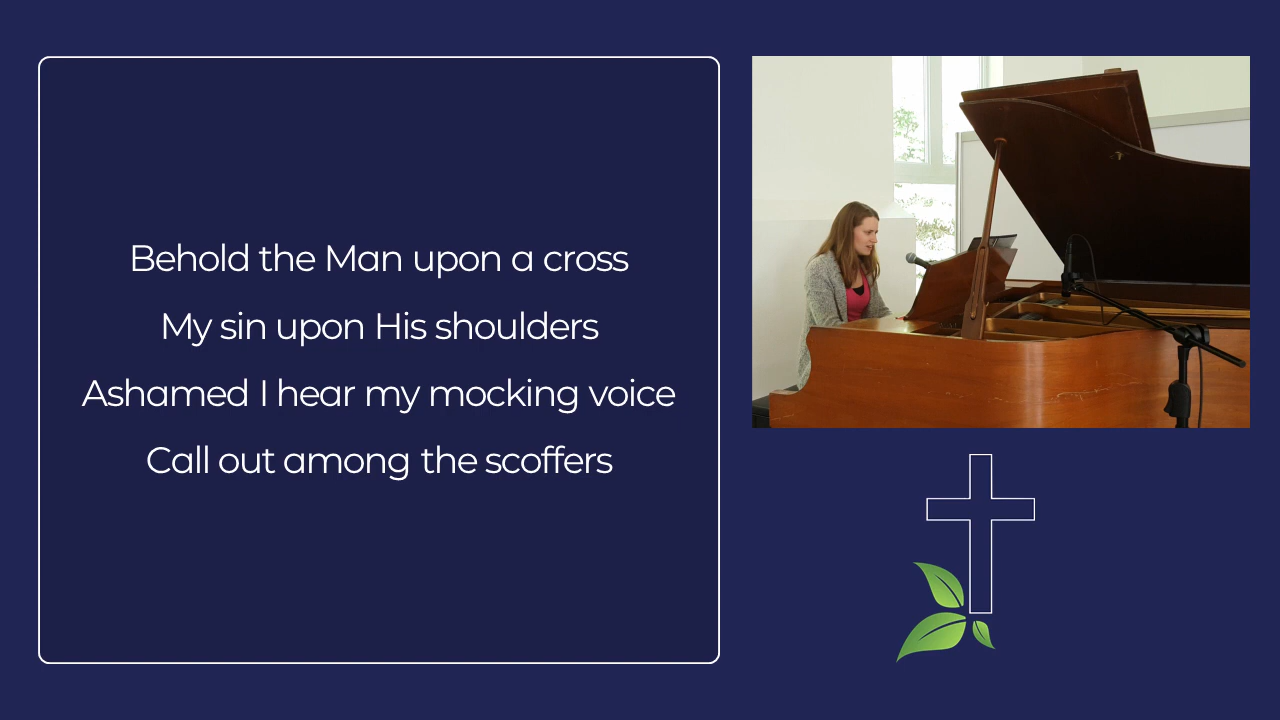 Behold the Man upon a cross
My sin upon His shoulders
Ashamed I hear my mocking voice
Call out among the scoffers